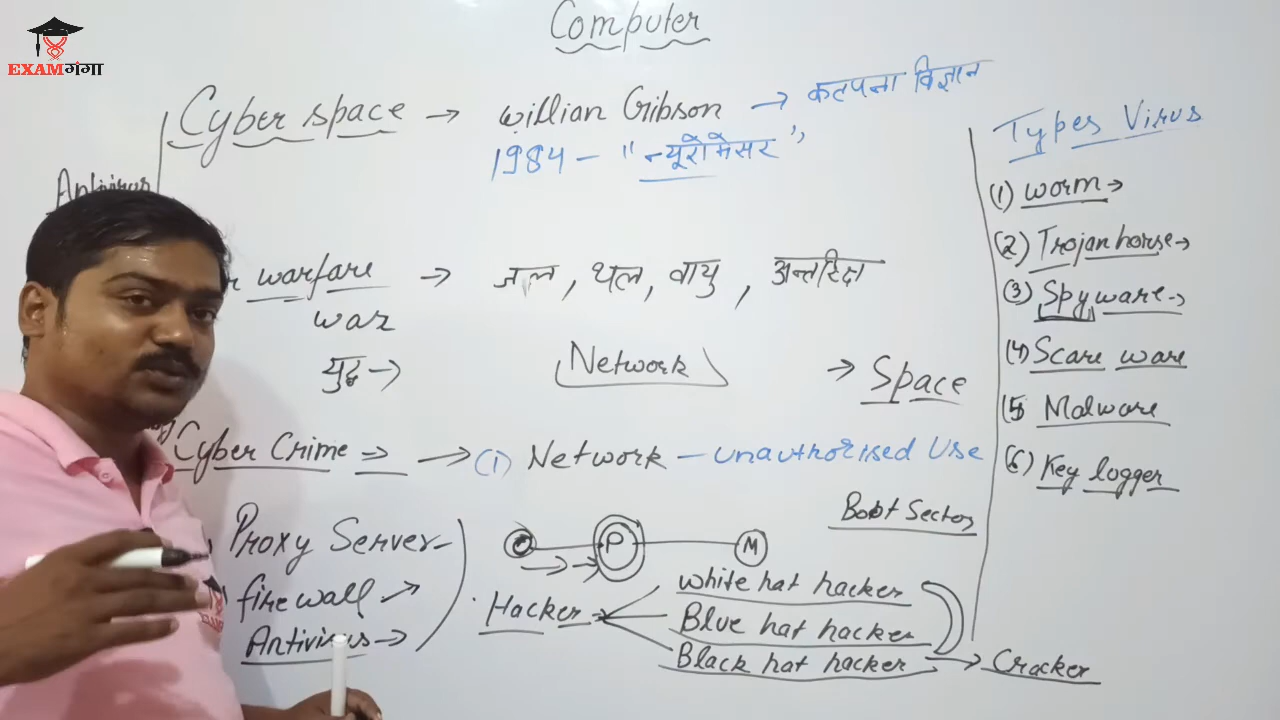 Computer
EXAMगंगा
Cyber space → Willian Gibson → कल्पना विज्ञान
1984 - "न्यूरोमेसर"
Antivirus
warfare → जल, थल, वायु, अन्तरिक्ष
war
युद्ध →
Network → Space
Cyber Crime ⇒ → (1) Network - unauthorised Use
Boot Sector
Proxy Server -
P M
firewall →
Antivirus →
Hacker →
White hat hacker
Blue hat hacker
Black hat hacker → Cracker
Types Virus
(1) worm →
(2) Trojan horse →
(3) Spyware →
(4) Scare ware
(5 Malware
(6) Key logger